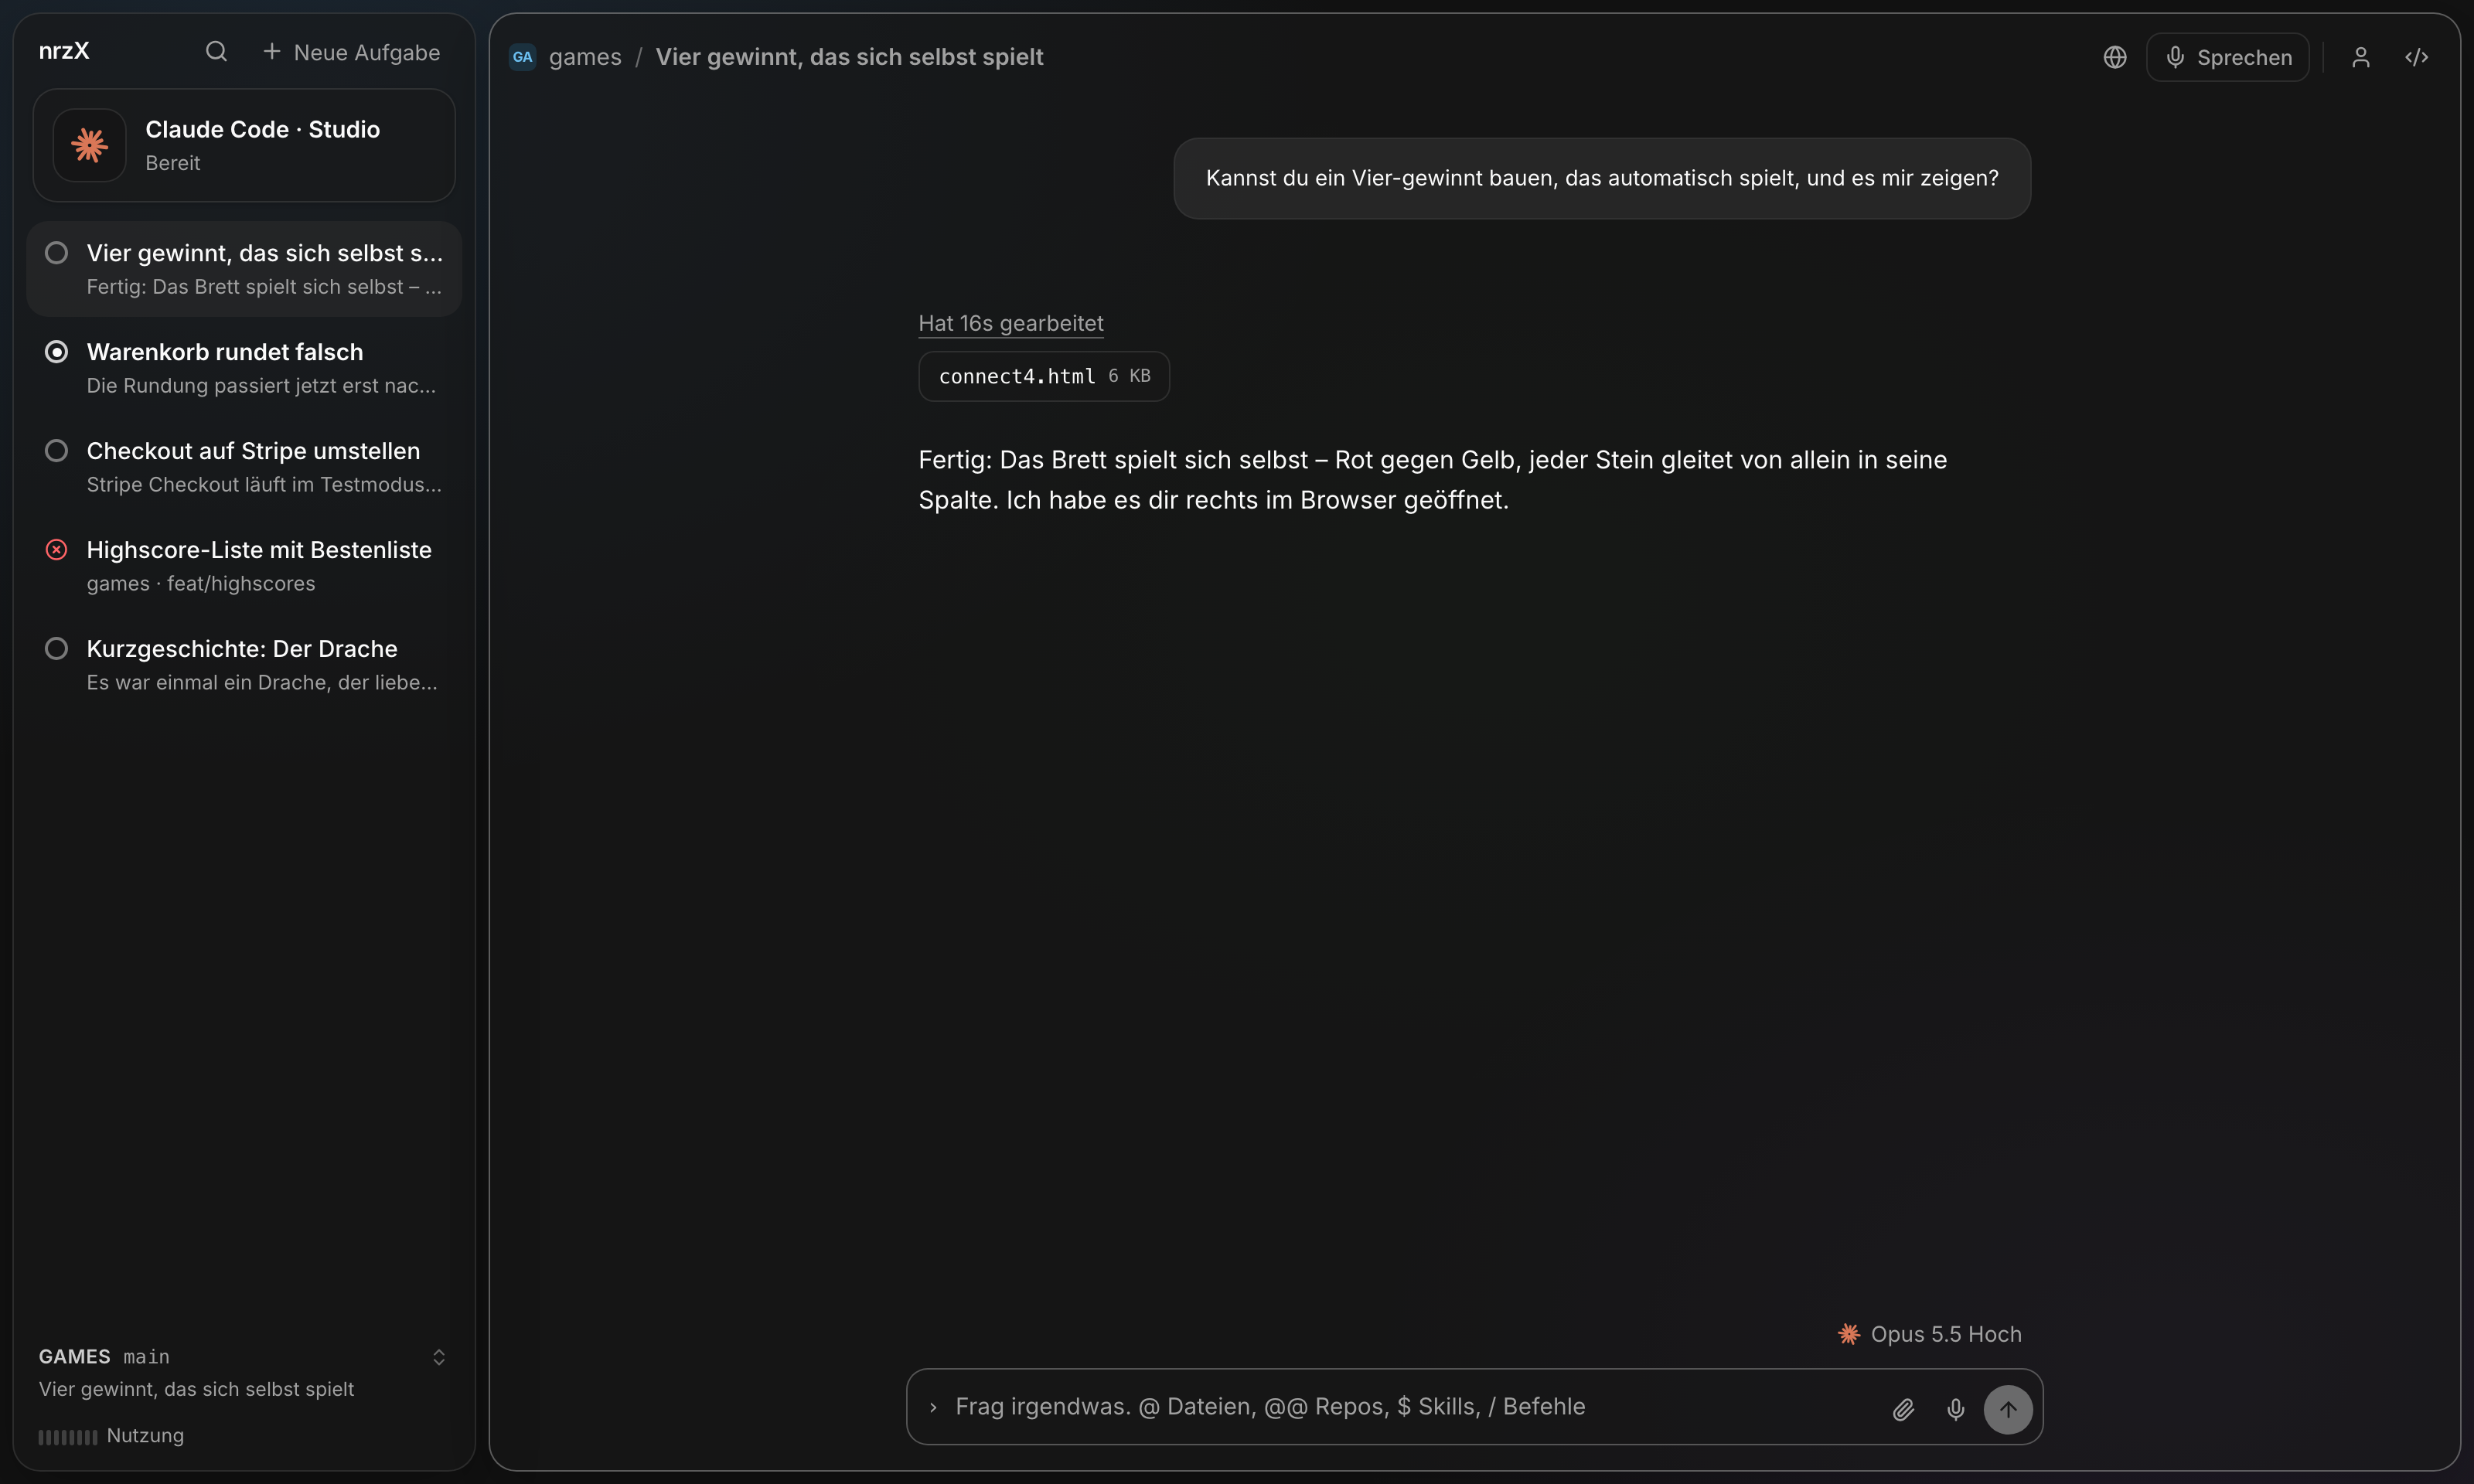 nrzX
Neue Aufgabe
Claude Code · Studio
Bereit
Vier gewinnt, das sich selbst s…
Fertig: Das Brett spielt sich selbst – …
Warenkorb rundet falsch
Die Rundung passiert jetzt erst nac…
Checkout auf Stripe umstellen
Stripe Checkout läuft im Testmodus…
Highscore-Liste mit Bestenliste
games · feat/highscores
Kurzgeschichte: Der Drache
Es war einmal ein Drache, der liebe…
GAMES main
Vier gewinnt, das sich selbst spielt
Nutzung
GA games / Vier gewinnt, das sich selbst spielt
Sprechen
Kannst du ein Vier-gewinnt bauen, das automatisch spielt, und es mir zeigen?
Hat 16s gearbeitet
connect4.html 6 KB
Fertig: Das Brett spielt sich selbst – Rot gegen Gelb, jeder Stein gleitet von allein in seine
Spalte. Ich habe es dir rechts im Browser geöffnet.
Opus 5.5 Hoch
› Frag irgendwas. @ Dateien, @@ Repos, $ Skills, / Befehle